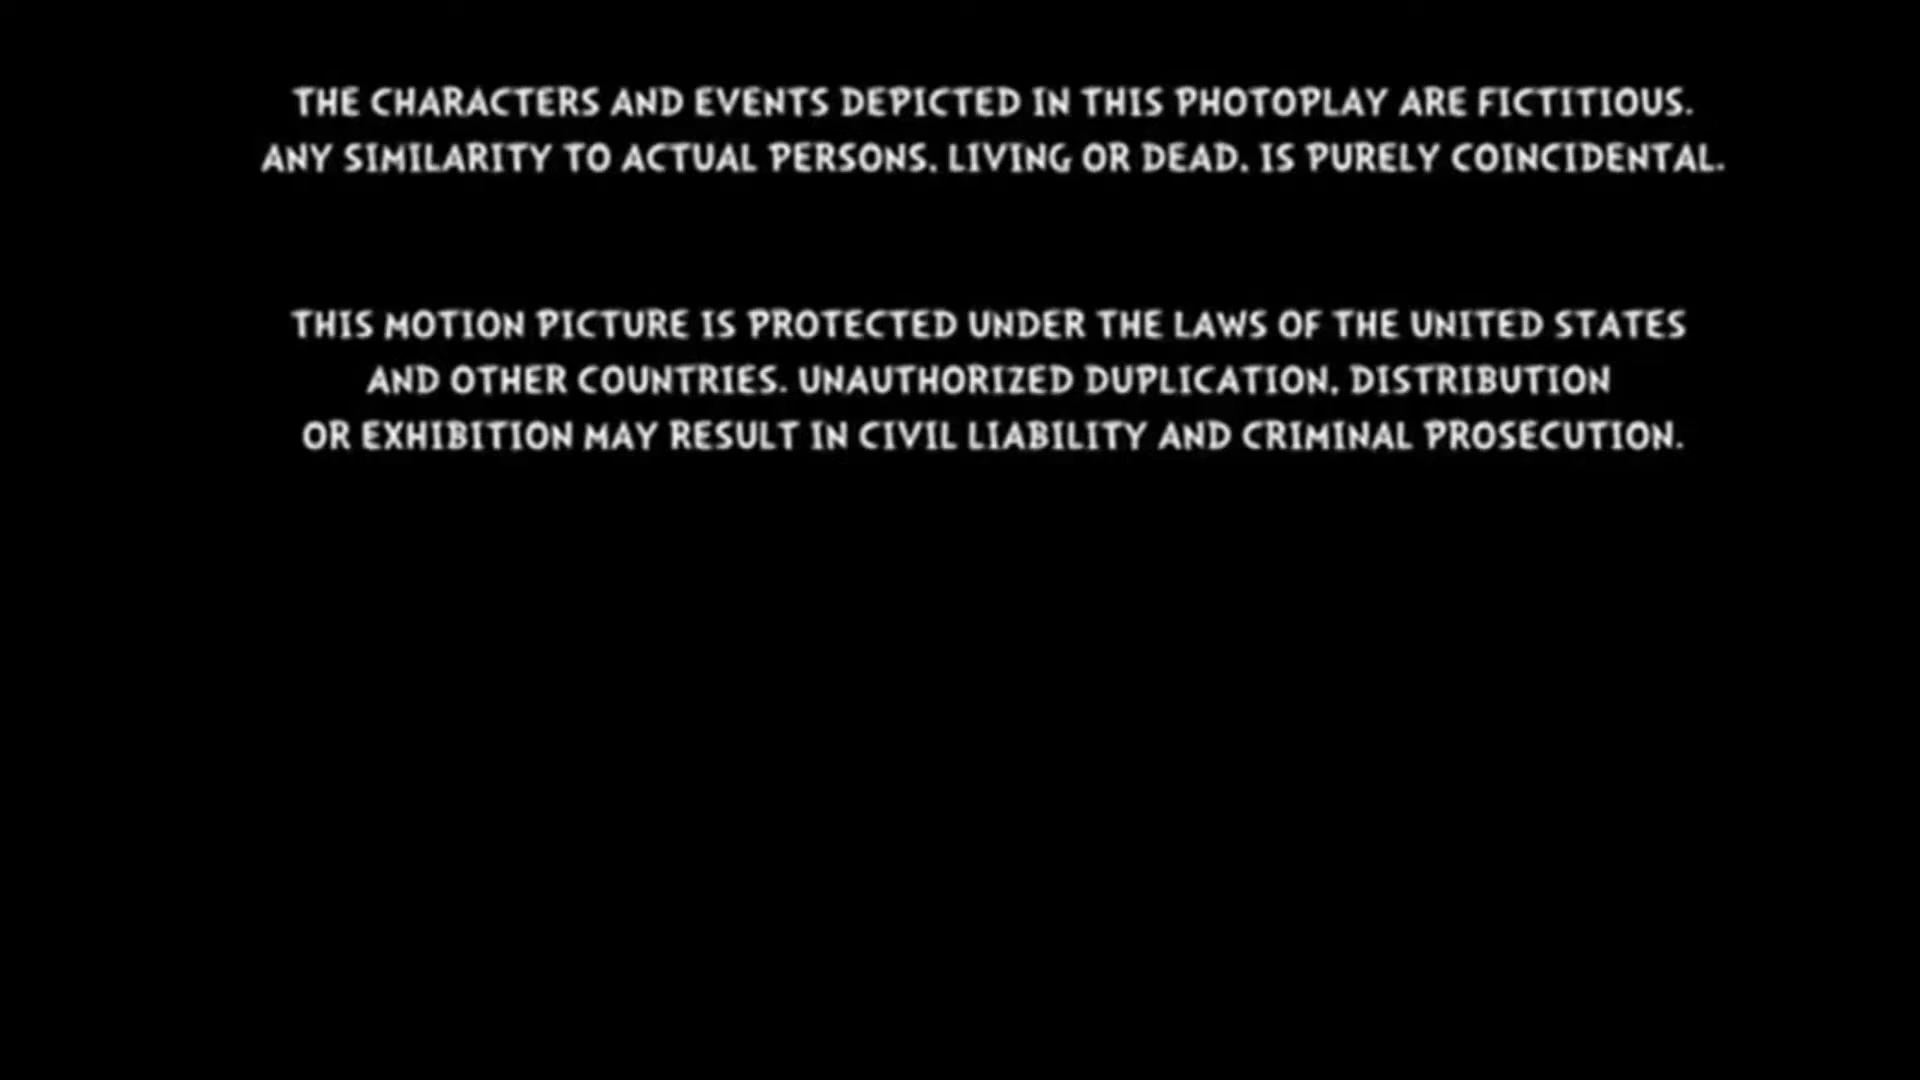 THE CHARACTERS AND EVENTS DEPICTED IN THIS PHOTOPLAY ARE FICTITIOUS.
ANY SIMILARITY TO ACTUAL PERSONS, LIVING OR DEAD, IS PURELY COINCIDENTAL.
THIS MOTION PICTURE IS PROTECTED UNDER THE LAWS OF THE UNITED STATES
AND OTHER COUNTRIES. UNAUTHORIZED DUPLICATION, DISTRIBUTION
OR EXHIBITION MAY RESULT IN CIVIL LIABILITY AND CRIMINAL PROSECUTION.